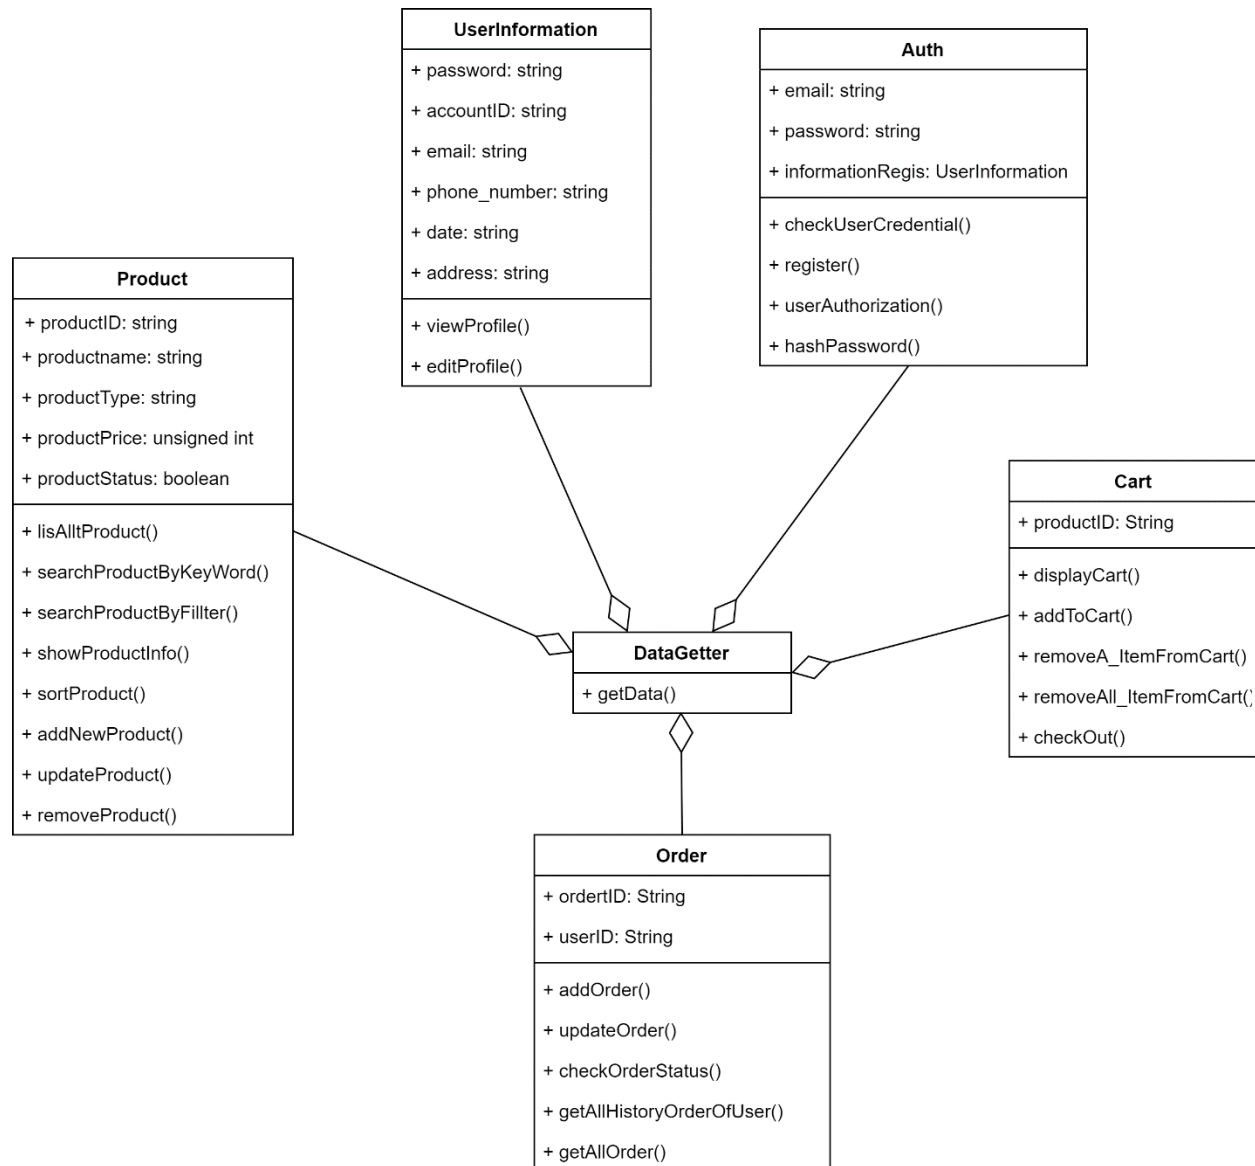 UserInformation
+ password: string
+ accountID: string
+ email: string
+ phone_number: string
+ date: string
+ address: string
+ viewProfile()
+ editProfile()
Auth
+ email: string
+ password: string
+ informationRegis: UserInformation
+ checkUserCredential()
+ register()
+ userAuthorization()
+ hashPassword()
Product
+ productID: string
+ productname: string
+ productType: string
+ productPrice: unsigned int
+ productStatus: boolean
+ lisAlltProduct()
+ searchProductByKeyWord()
+ searchProductByFillter()
+ showProductInfo()
+ sortProduct()
+ addNewProduct()
+ updateProduct()
+ removeProduct()
Cart
+ productID: String
+ displayCart()
+ addToCart()
+ removeA_ItemFromCart()
+ removeAll_ItemFromCart()
+ checkOut()
DataGetter
+ getData()
Order
+ ordertID: String
+ userID: String
+ addOrder()
+ updateOrder()
+ checkOrderStatus()
+ getAllHistoryOrderOfUser()
+ getAllOrder()